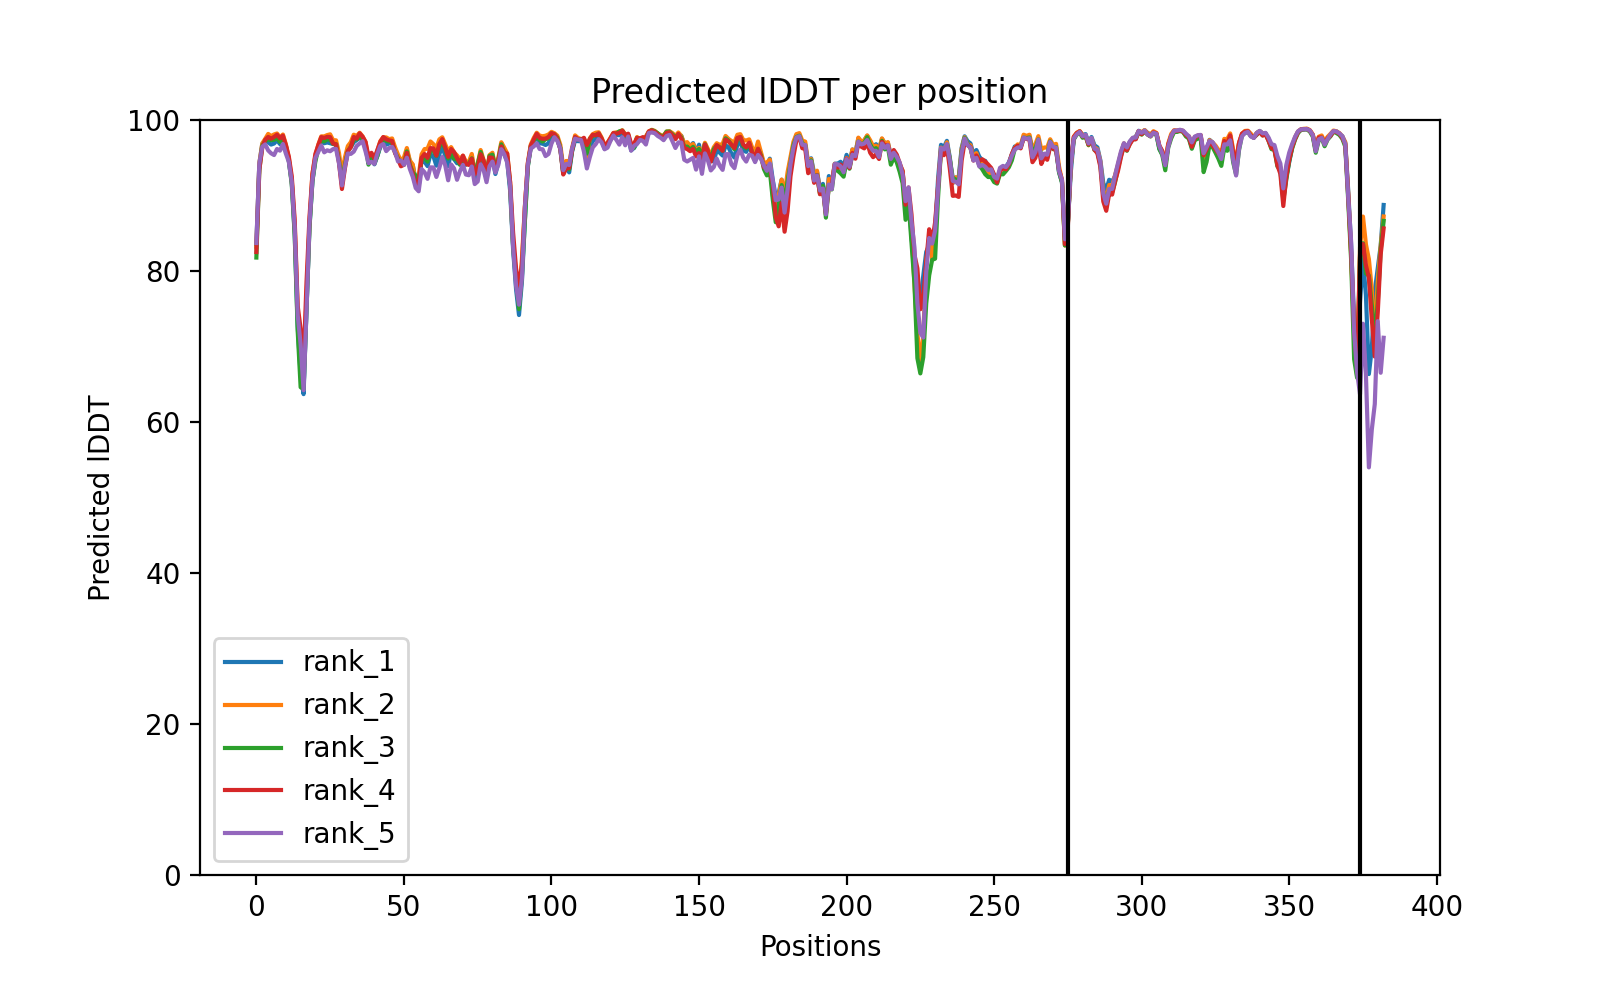 Predicted lDDT per position
100
80
60
40
20
0
Predicted lDDT
rank_1
rank_2
rank_3
rank_4
rank_5
0 50 100 150 200 250 300 350 400
Positions